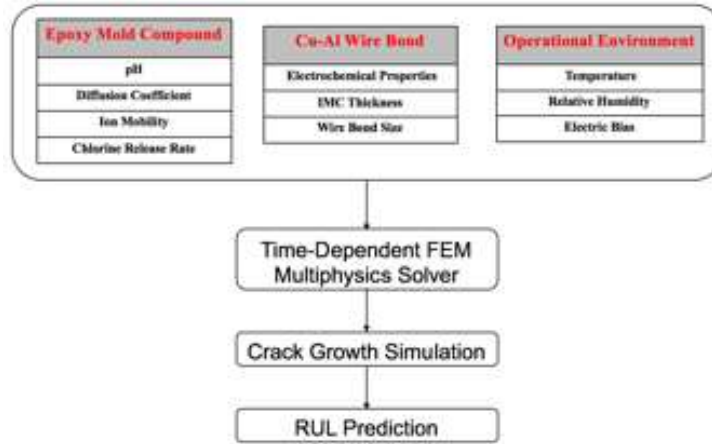 Epoxy Mold Compound
pH
Diffusion Coefficient
Ion Mobility
Chlorine Release Rate
Cu-Al Wire Bond
Electrochemical Properties
IMC Thickness
Wire Bond Size
Operational Environment
Temperature
Relative Humidity
Electric Bias
Time-Dependent FEM
Multiphysics Solver
Crack Growth Simulation
RUL Prediction